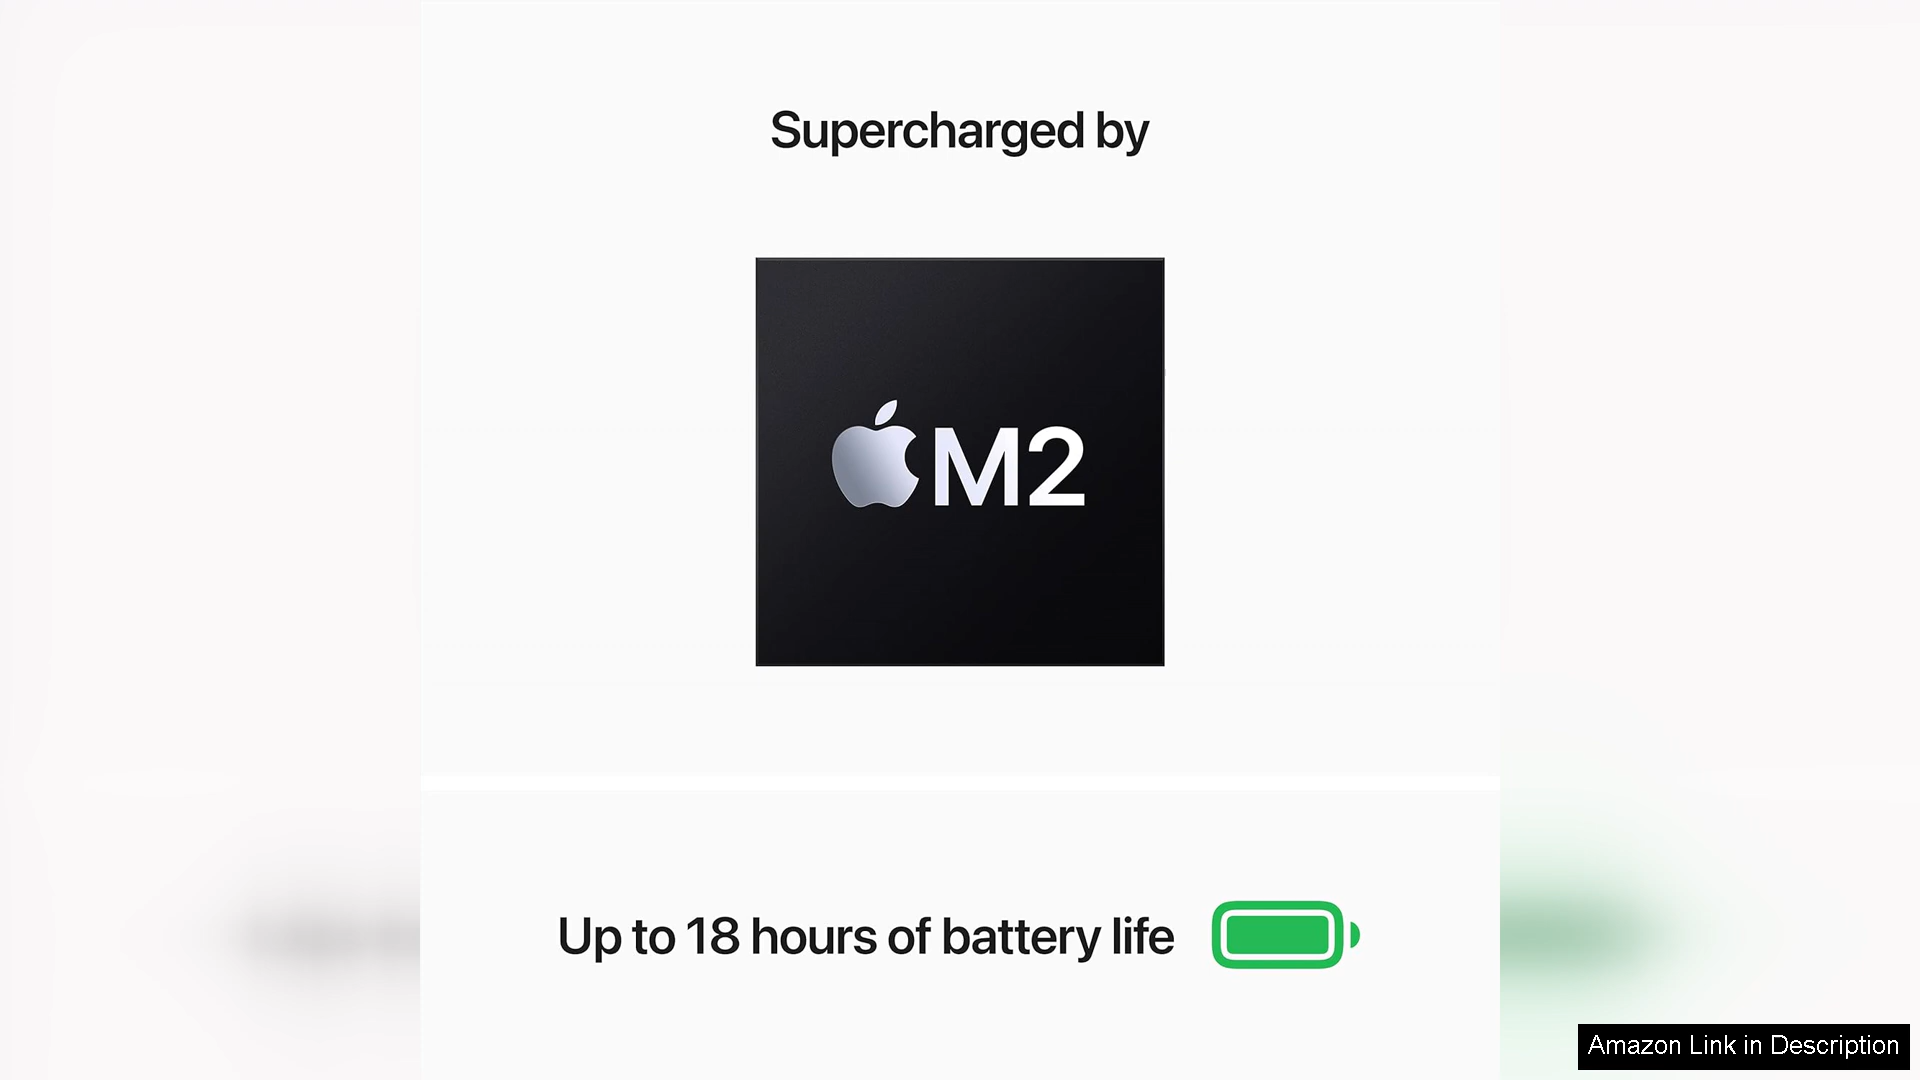 Supercharged by
M2
Up to 18 hours of battery life
Amazon Link in Description